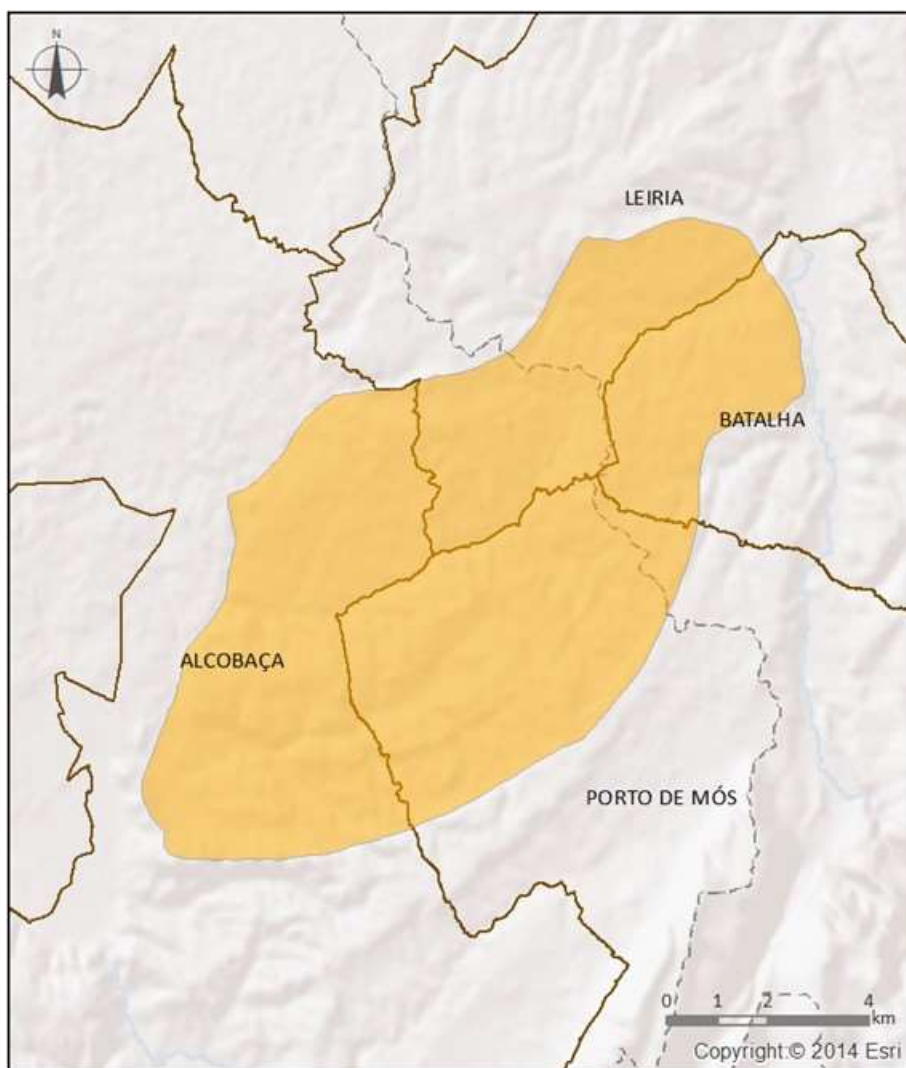 N
LEIRIA
BATALHA
ALCOBAÇA
PORTO DE MÓS
0 1 2 4
km
Copyright:© 2014 Esri